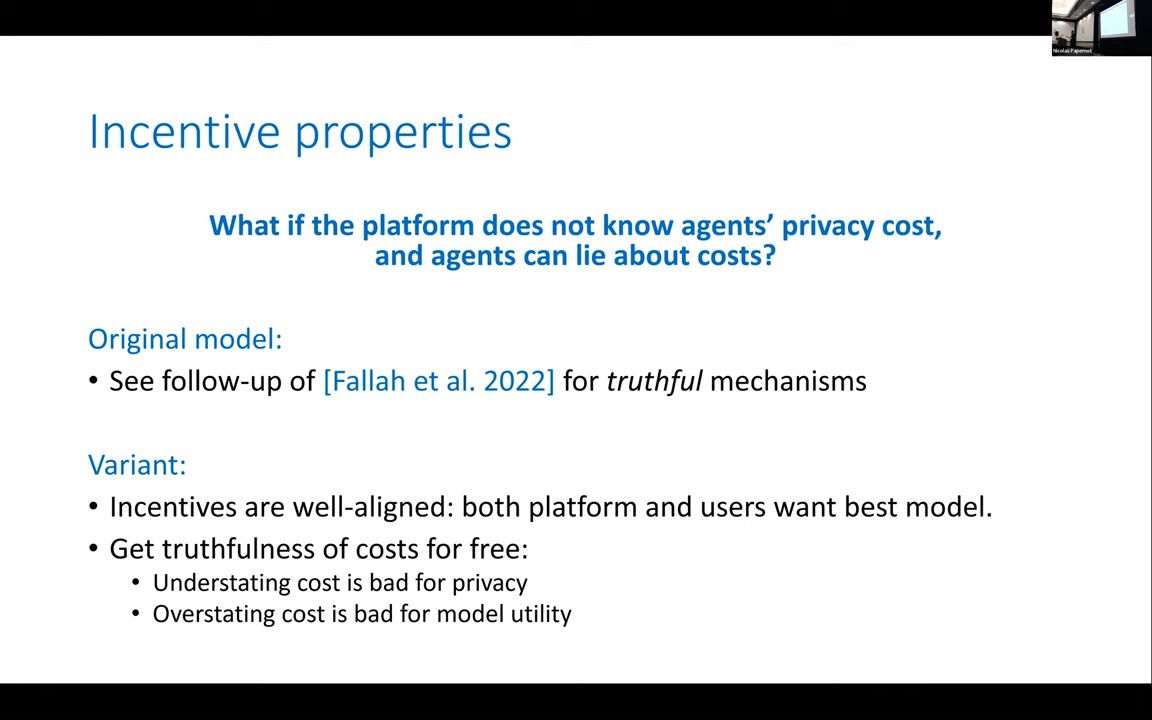 Nicolas Papernot
Incentive properties
What if the platform does not know agents’ privacy cost,
and agents can lie about costs?
Original model:
• See follow-up of [Fallah et al. 2022] for truthful mechanisms
Variant:
• Incentives are well-aligned: both platform and users want best model.
• Get truthfulness of costs for free:
• Understating cost is bad for privacy
• Overstating cost is bad for model utility